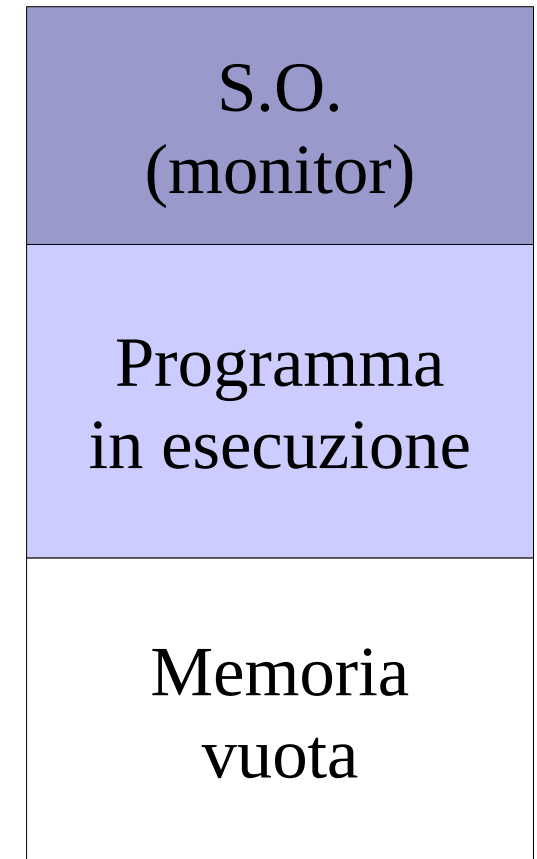 S.O.
(monitor)
Programma
in esecuzione
Memoria
vuota